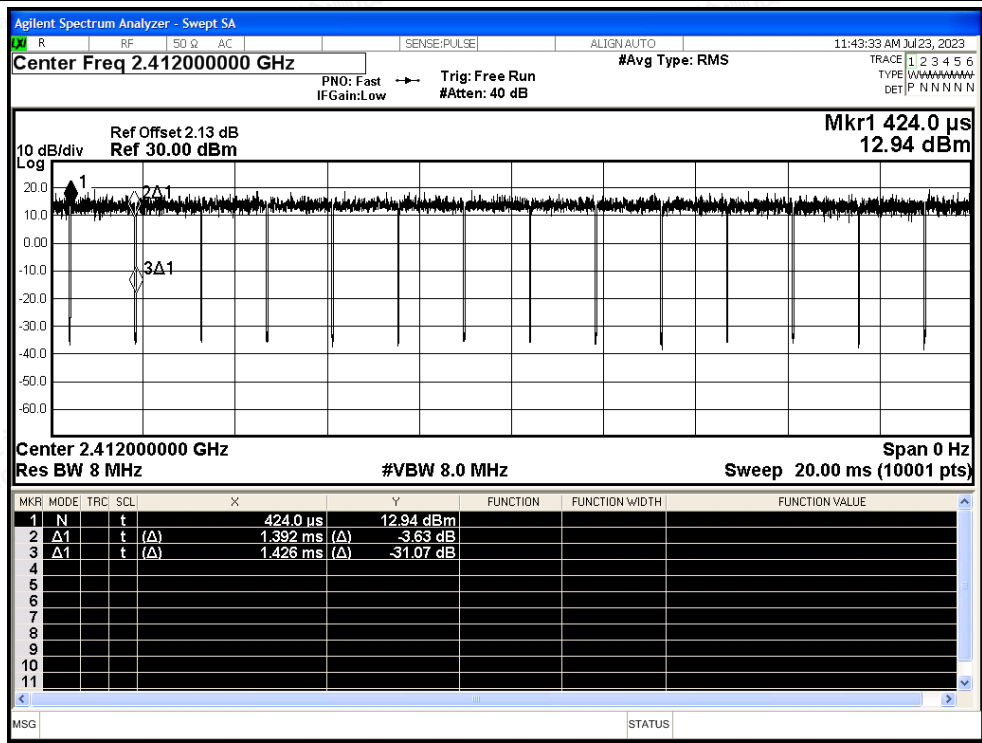 Agilent Spectrum Analyzer - Swept SA
LXI R RF 50 Ω AC SENSE:PULSE ALIGN AUTO 11:43:33 AM Jul 23, 2023
Center Freq 2.412000000 GHz #Avg Type: RMS TRACE 1 2 3 4 5 6
PNO: Fast Trig: Free Run TYPE WWWWWW
IFGain:Low #Atten: 40 dB DET P N N N N N
Mkr1 424.0 µs
Ref Offset 2.13 dB
10 dB/div Ref 30.00 dBm 12.94 dBm
Log
20.0
10.0
0.00
-10.0
-20.0
-30.0
-40.0
-50.0
-60.0
1
2Δ1
3Δ1
Center 2.412000000 GHz Span 0 Hz
Res BW 8 MHz #VBW 8.0 MHz Sweep 20.00 ms (10001 pts)
MKR MODE TRC SCL X Y FUNCTION FUNCTION WIDTH FUNCTION VALUE
1 N t 424.0 µs 12.94 dBm
2 Δ1 t (Δ) 1.392 ms (Δ) -3.63 dB
3 Δ1 t (Δ) 1.426 ms (Δ) -31.07 dB
4
5
6
7
8
9
10
11
MSG STATUS